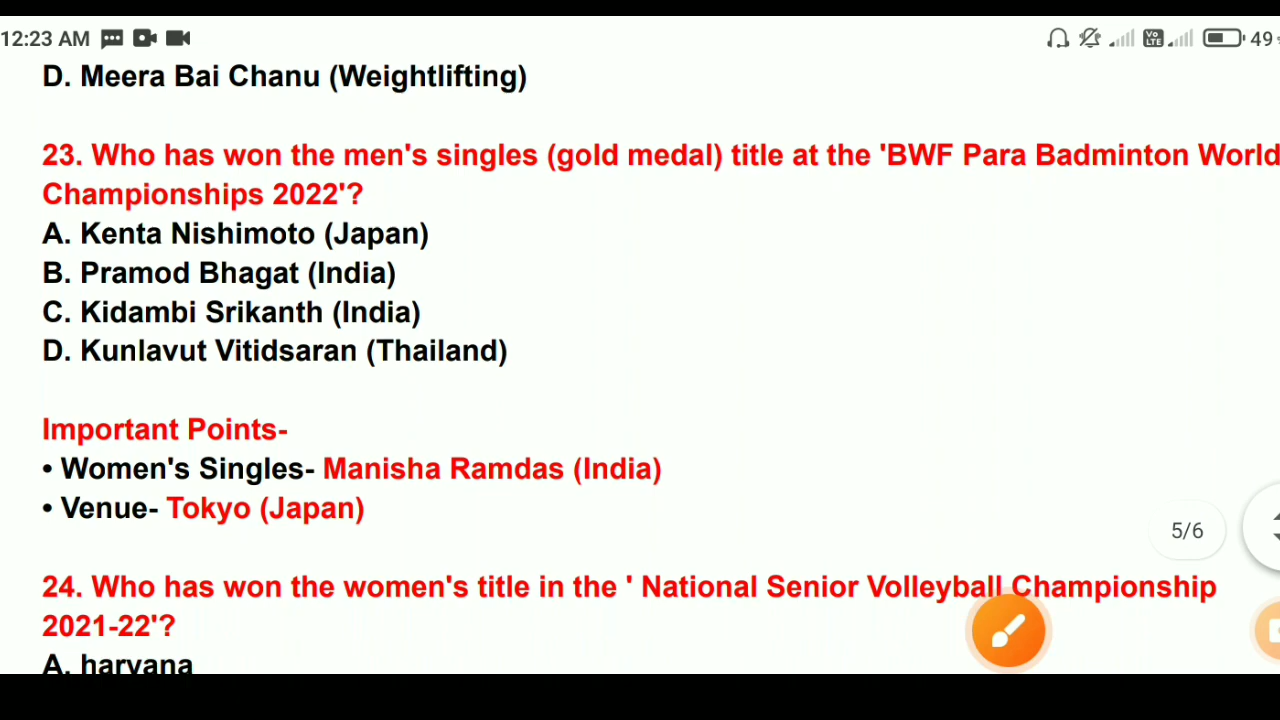 12:23 AM
Vo LTE
49
D. Meera Bai Chanu (Weightlifting)
23. Who has won the men's singles (gold medal) title at the 'BWF Para Badminton World
Championships 2022'?
A. Kenta Nishimoto (Japan)
B. Pramod Bhagat (India)
C. Kidambi Srikanth (India)
D. Kunlavut Vitidsaran (Thailand)
Important Points-
• Women's Singles- Manisha Ramdas (India)
• Venue- Tokyo (Japan)
5/6
24. Who has won the women's title in the ' National Senior Volleyball Championship
2021-22'?
A. haryana